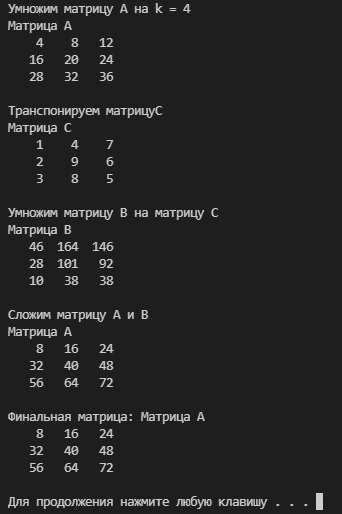 Умножим матрицу A на k = 4
Матрица A
4 8 12
16 20 24
28 32 36
Транспонируем матрицуC
Матрица C
1 4 7
2 9 6
3 8 5
Умножим матрицу B на матрицу C
Матрица B
46 164 146
28 101 92
10 38 38
Сложим матрицу A и B
Матрица A
8 16 24
32 40 48
56 64 72
Финальная матрица: Матрица A
8 16 24
32 40 48
56 64 72
Для продолжения нажмите любую клавишу . . .